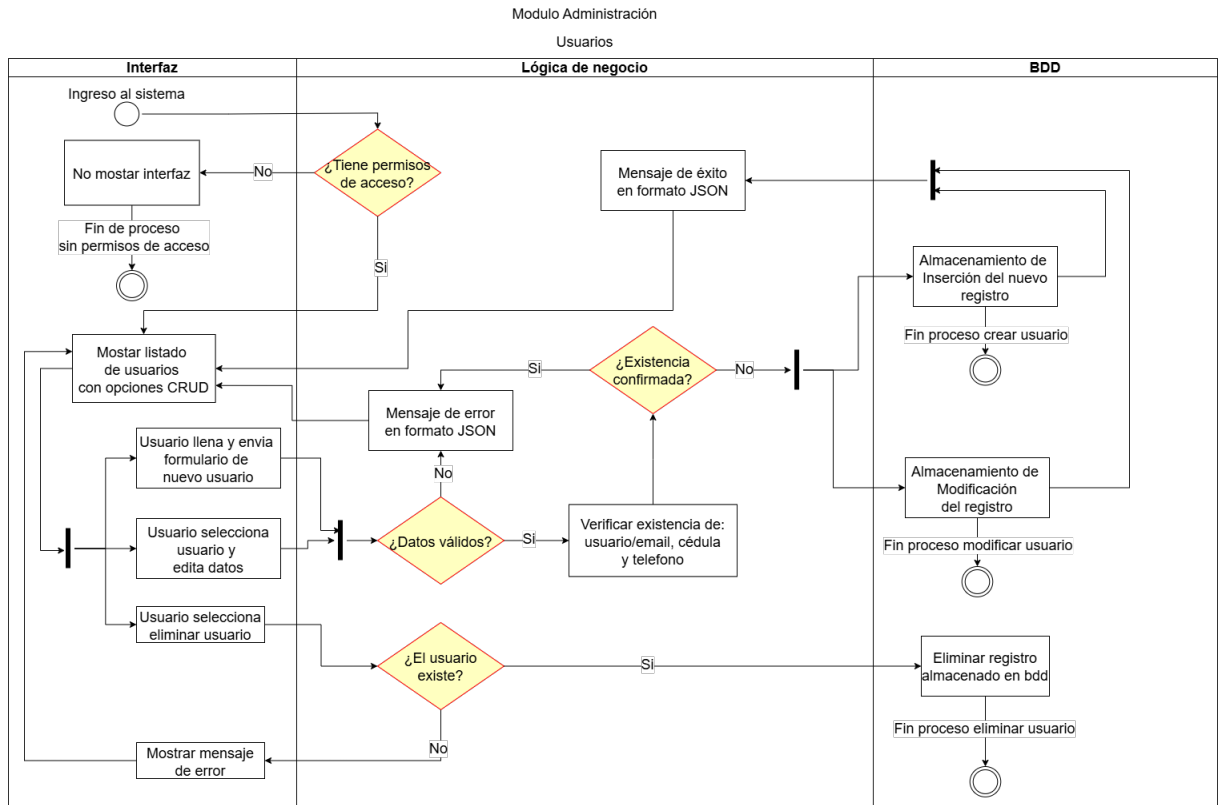 Modulo Administración
Usuarios
Interfaz
Lógica de negocio
BDD
Ingreso al sistema
¿Tiene permisos
de acceso?
No
No mostar interfaz
Fin de proceso
sin permisos de acceso
Si
Mensaje de éxito
en formato JSON
Almacenamiento de
Inserción del nuevo
registro
Fin proceso crear usuario
Mostar listado
de usuarios
con opciones CRUD
¿Existencia
confirmada?
Si
No
Mensaje de error
en formato JSON
Usuario llena y envia
formulario de
nuevo usuario
No
Almacenamiento de
Modificación
del registro
Fin proceso modificar usuario
Usuario selecciona
usuario y
edita datos
¿Datos válidos?
Si
Verificar existencia de:
usuario/email, cédula
y telefono
Usuario selecciona
eliminar usuario
¿El usuario
existe?
Si
Eliminar registro
almacenado en bdd
Fin proceso eliminar usuario
No
Mostrar mensaje
de error